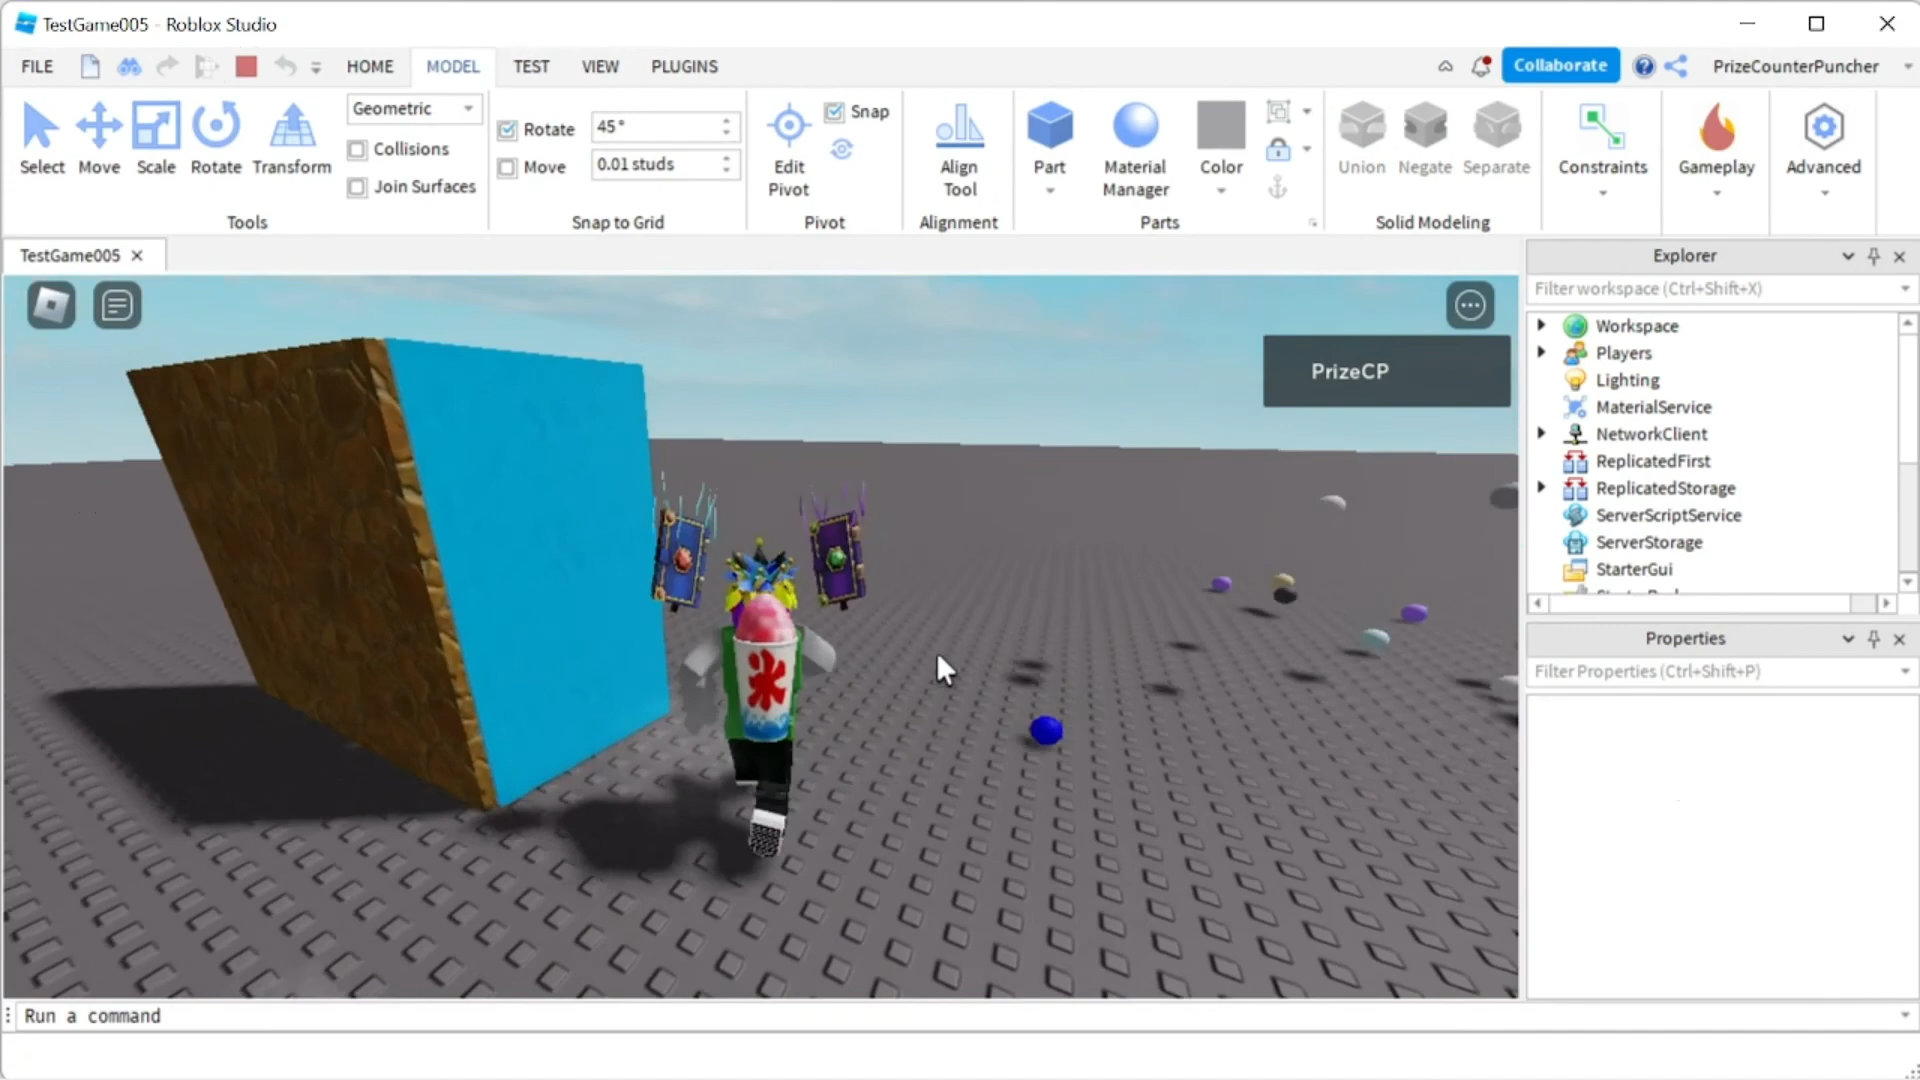 TestGame005 - Roblox Studio
FILE HOME MODEL TEST VIEW PLUGINS Collaborate PrizeCounterPuncher
Select Move Scale Rotate Transform
Geometric
Collisions
Join Surfaces
Tools
Rotate 45°
Move 0.01 studs
Snap to Grid
Edit
Pivot
Snap
Pivot
Align
Tool
Alignment
Part
Material
Manager
Color
Parts
Union Negate Separate
Solid Modeling
Constraints
Gameplay
Advanced
TestGame005
PrizeCP
氷
Explorer
Filter workspace (Ctrl+Shift+X)
Workspace
Players
Lighting
MaterialService
NetworkClient
ReplicatedFirst
ReplicatedStorage
ServerScriptService
ServerStorage
StarterGui
Properties
Filter Properties (Ctrl+Shift+P)
Run a command